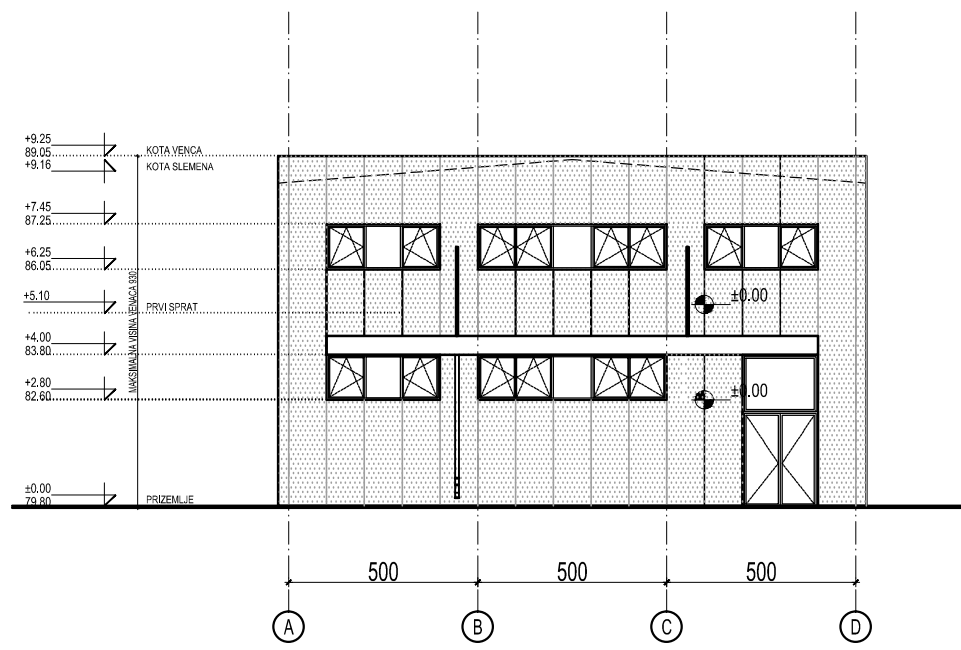 +9.25
89.05
KOTA VENCA
+9.16
KOTA SLEMENA
+7.45
87.25
+6.25
86.05
+5.10
PRVI SPRAT
±0.00
MAKSIMALNA VISINA VENACA 930
+4.00
83.80
+2.80
82.60
±0.00
±0.00
79.80
PRIZEMLJE
500
500
500
A
B
C
D